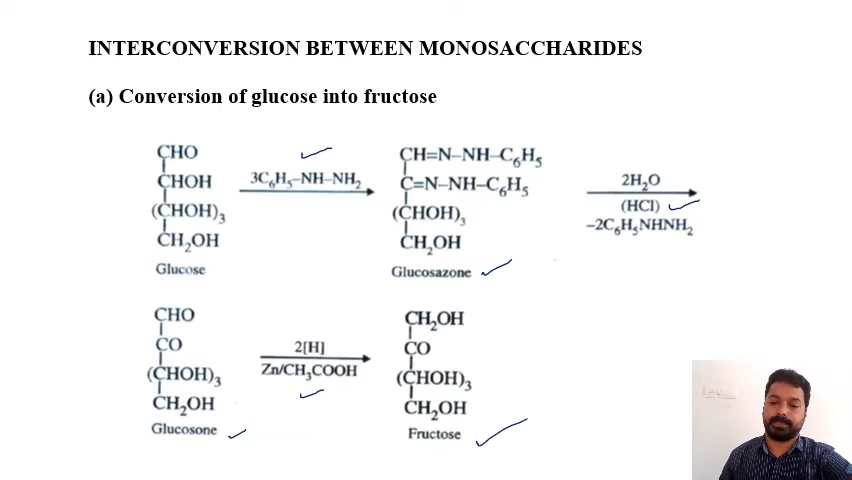 INTERCONVERSION BETWEEN MONOSACCHARIDES
(a) Conversion of glucose into fructose
CHO
CHOH
(CHOH)₃
CH₂OH
Glucose
3C₆H₅–NH–NH₂
CH=N–NH–C₆H₅
C=N–NH–C₆H₅
(CHOH)₃
CH₂OH
Glucosazone
2H₂O
(HCl)
–2C₆H₅NHNH₂
CHO
CO
(CHOH)₃
CH₂OH
Glucosone
2[H]
Zn/CH₃COOH
CH₂OH
CO
(CHOH)₃
CH₂OH
Fructose